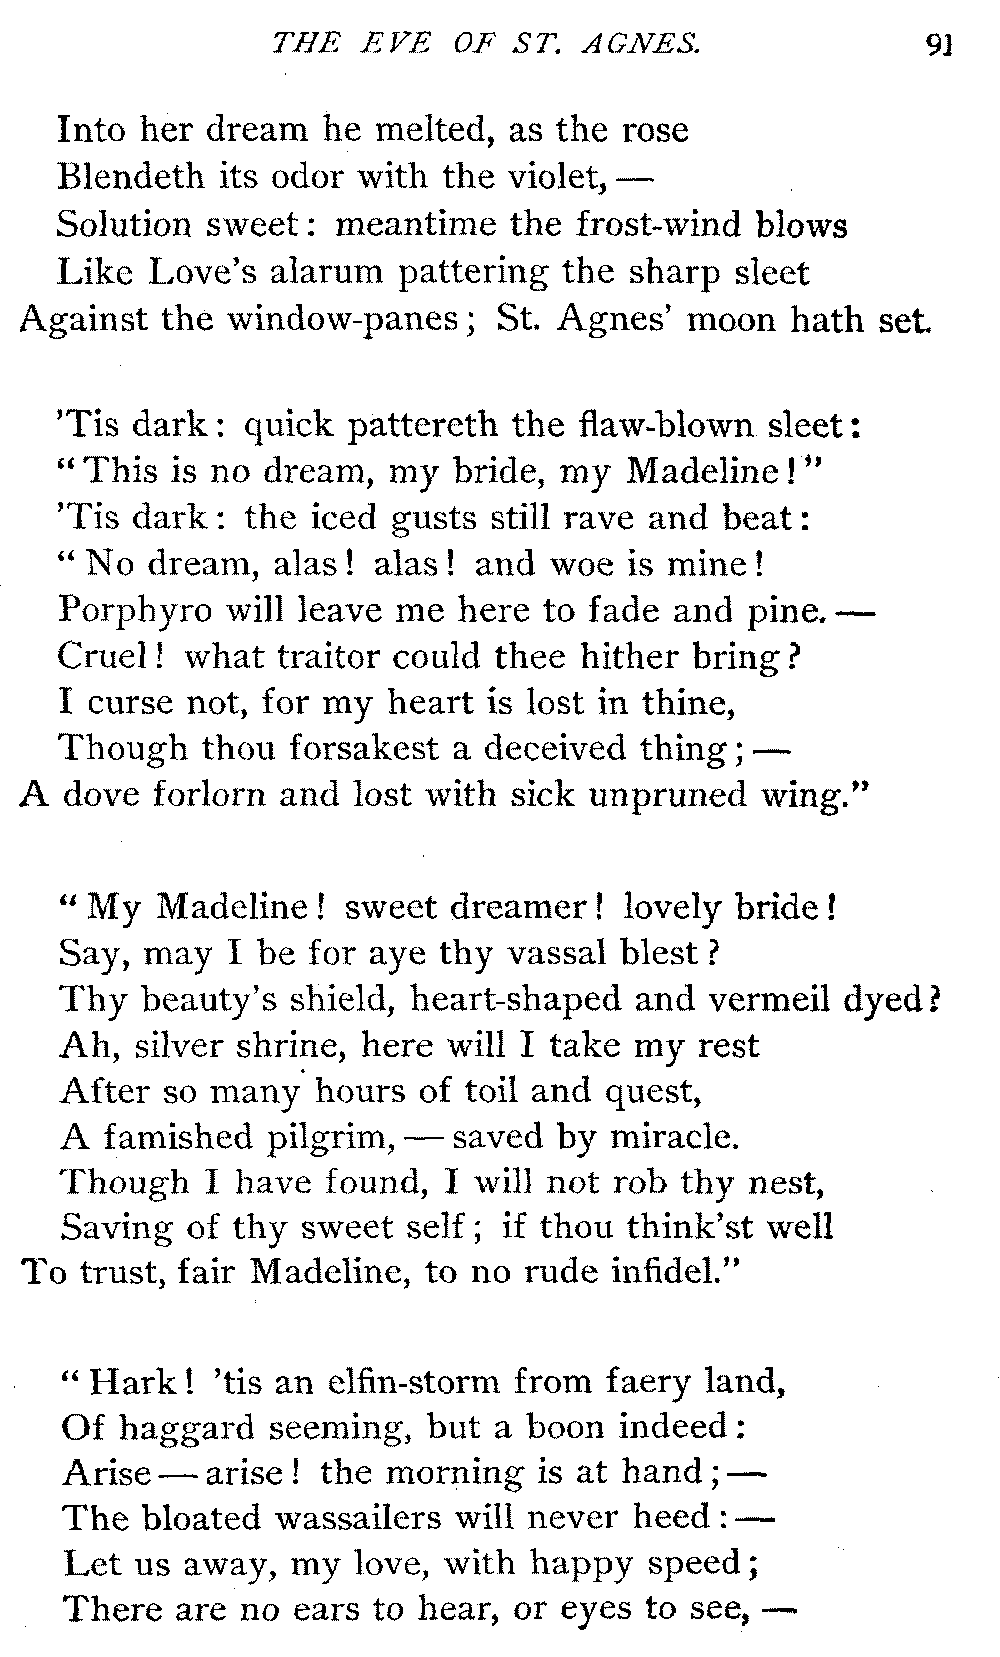 THE EVE OF ST. AGNES. 91
Into her dream he melted, as the rose
Blendeth its odor with the violet, —
Solution sweet: meantime the frost-wind blows
Like Love's alarum pattering the sharp sleet
Against the window-panes; St. Agnes' moon hath set.
'Tis dark: quick pattereth the flaw-blown sleet:
"This is no dream, my bride, my Madeline!"
'Tis dark: the iced gusts still rave and beat:
"No dream, alas! alas! and woe is mine!
Porphyro will leave me here to fade and pine. —
Cruel! what traitor could thee hither bring?
I curse not, for my heart is lost in thine,
Though thou forsakest a deceived thing; —
A dove forlorn and lost with sick unpruned wing."
"My Madeline! sweet dreamer! lovely bride!
Say, may I be for aye thy vassal blest?
Thy beauty's shield, heart-shaped and vermeil dyed?
Ah, silver shrine, here will I take my rest
After so many hours of toil and quest,
A famished pilgrim, — saved by miracle.
Though I have found, I will not rob thy nest,
Saving of thy sweet self; if thou think'st well
To trust, fair Madeline, to no rude infidel."
"Hark! 'tis an elfin-storm from faery land,
Of haggard seeming, but a boon indeed:
Arise — arise! the morning is at hand; —
The bloated wassailers will never heed: —
Let us away, my love, with happy speed;
There are no ears to hear, or eyes to see, —